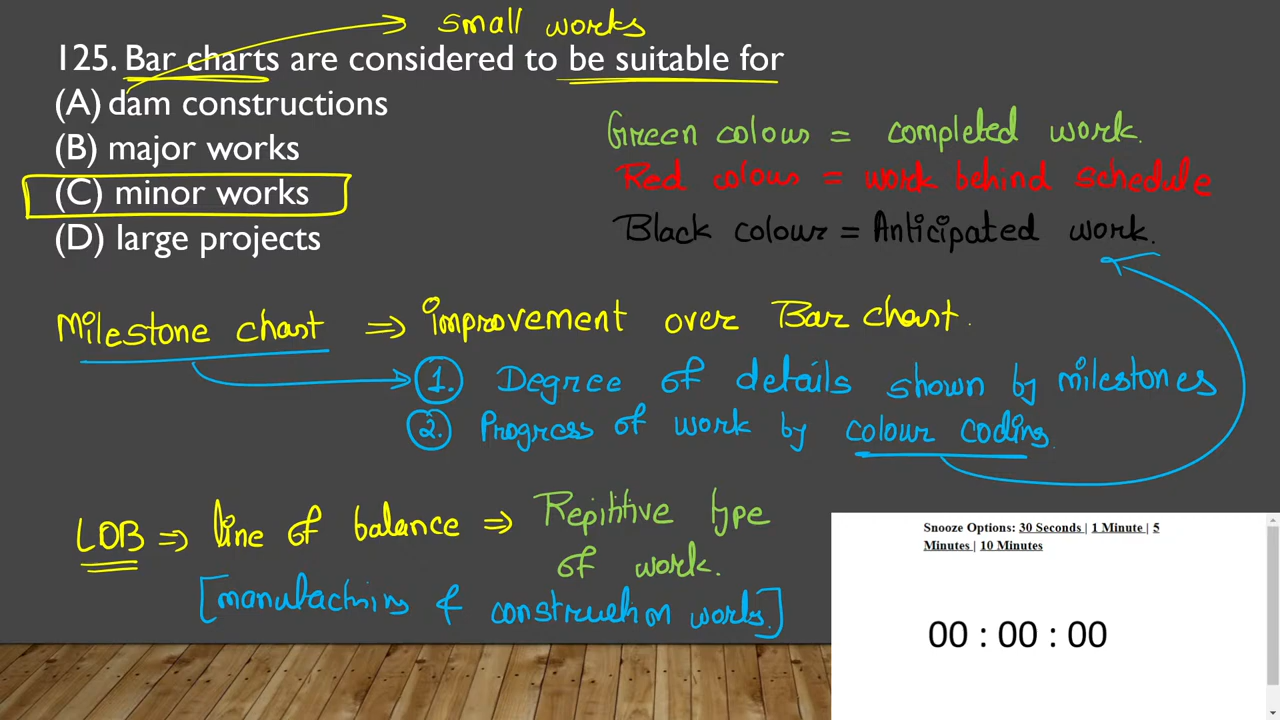 small works
125. Bar charts are considered to be suitable for
(A) dam constructions
(B) major works
(C) minor works
(D) large projects
Green colour = completed work.
Red colour = work behind schedule
Black colour = Anticipated work.
Milestone chart ⇒ improvement over Bar chart.
1. Degree of details shown by milestones
2. Progress of work by colour coding.
LOB ⇒ line of balance ⇒ Repititive type
of work.
[manufacturing & construction works.]
Snooze Options: 30 Seconds | 1 Minute | 5
Minutes | 10 Minutes
00 : 00 : 00